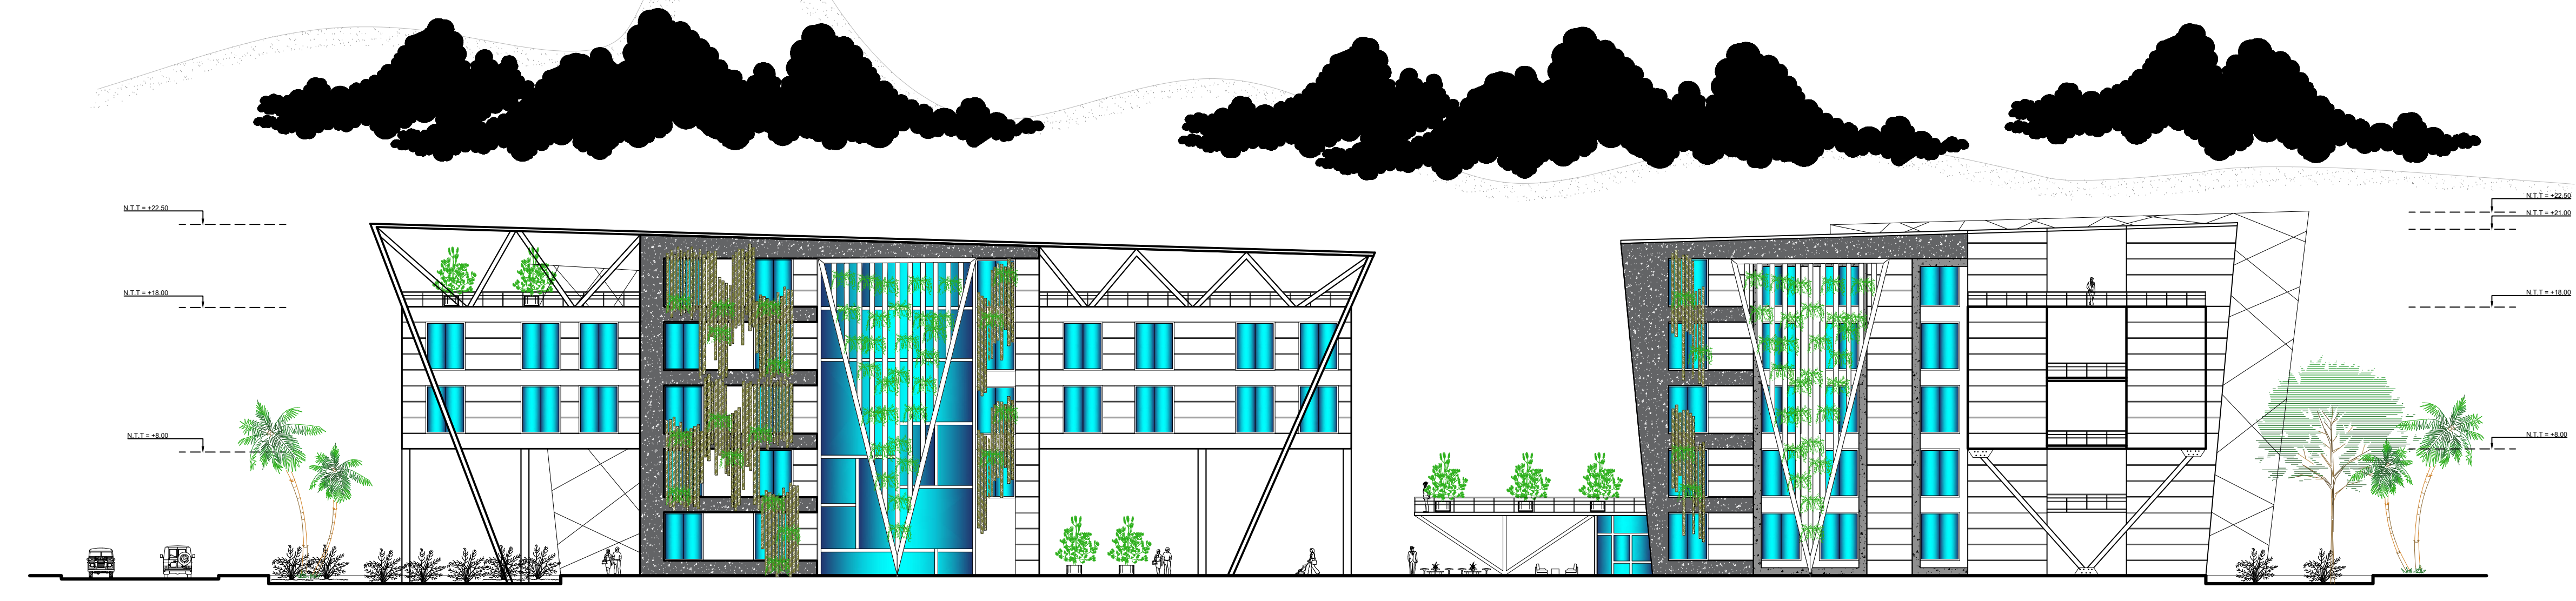 N.T.T = +22.50
N.T.T = +18.00
N.T.T = +8.00
N.T.T = +22.50
N.T.T = +21.00
N.T.T = +18.00
N.T.T = +8.00